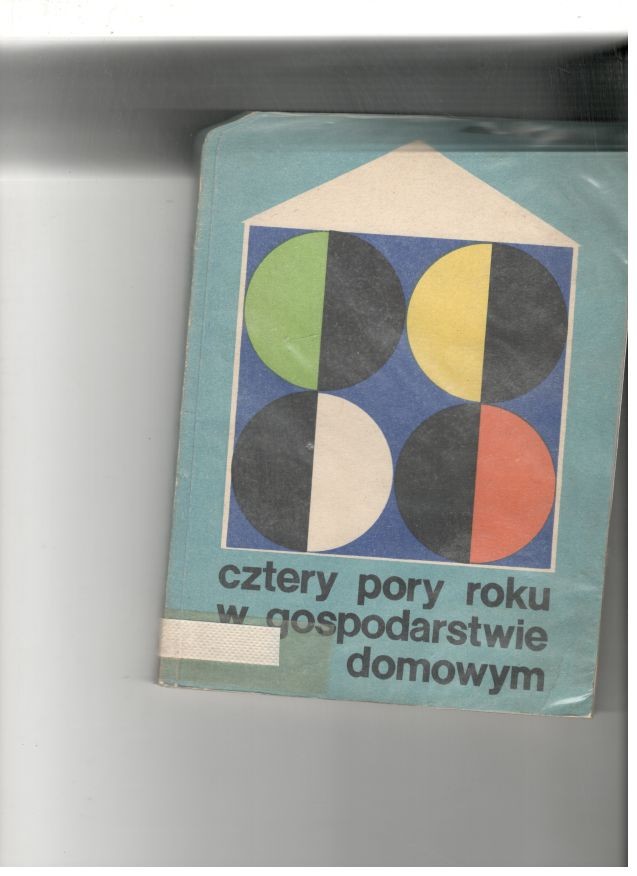 cztery pory roku
w gospodarstwie
domowym